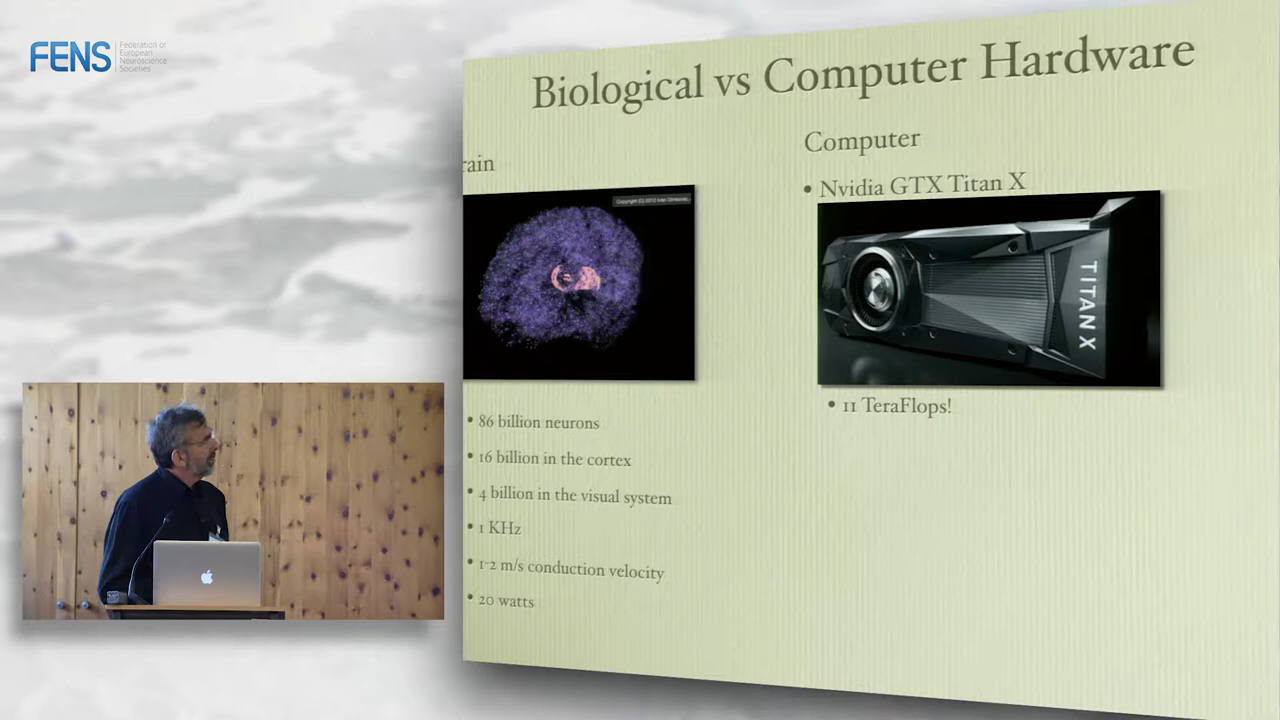 FENS
Federation of
European
Neuroscience
Societies
Biological vs Computer Hardware
rain
Computer
• Nvidia GTX Titan X
TITAN X
• 11 TeraFlops!
• 86 billion neurons
• 16 billion in the cortex
• 4 billion in the visual system
• 1 KHz
• 1-2 m/s conduction velocity
• 20 watts